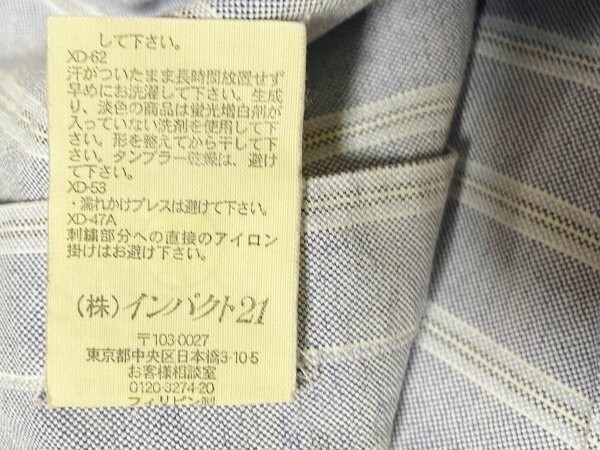 して下さい。
XD-62
汗がついたまま長時間放置せず
早めにお洗濯して下さい。生成
り、淡色の商品は蛍光増白剤が
入っていない洗剤を使用して下
さい。形を整えてから干して下
さい。タンブラー乾燥は、避け
て下さい。
XD-53
・濡れかけプレスは避けて下さい。
XD-47A
刺繍部分への直接のアイロン
掛けはお避け下さい。
(株)インパクト21
〒103-0027
東京都中央区日本橋3-10-5
お客様相談室
0120-3274-20
フィリピン製